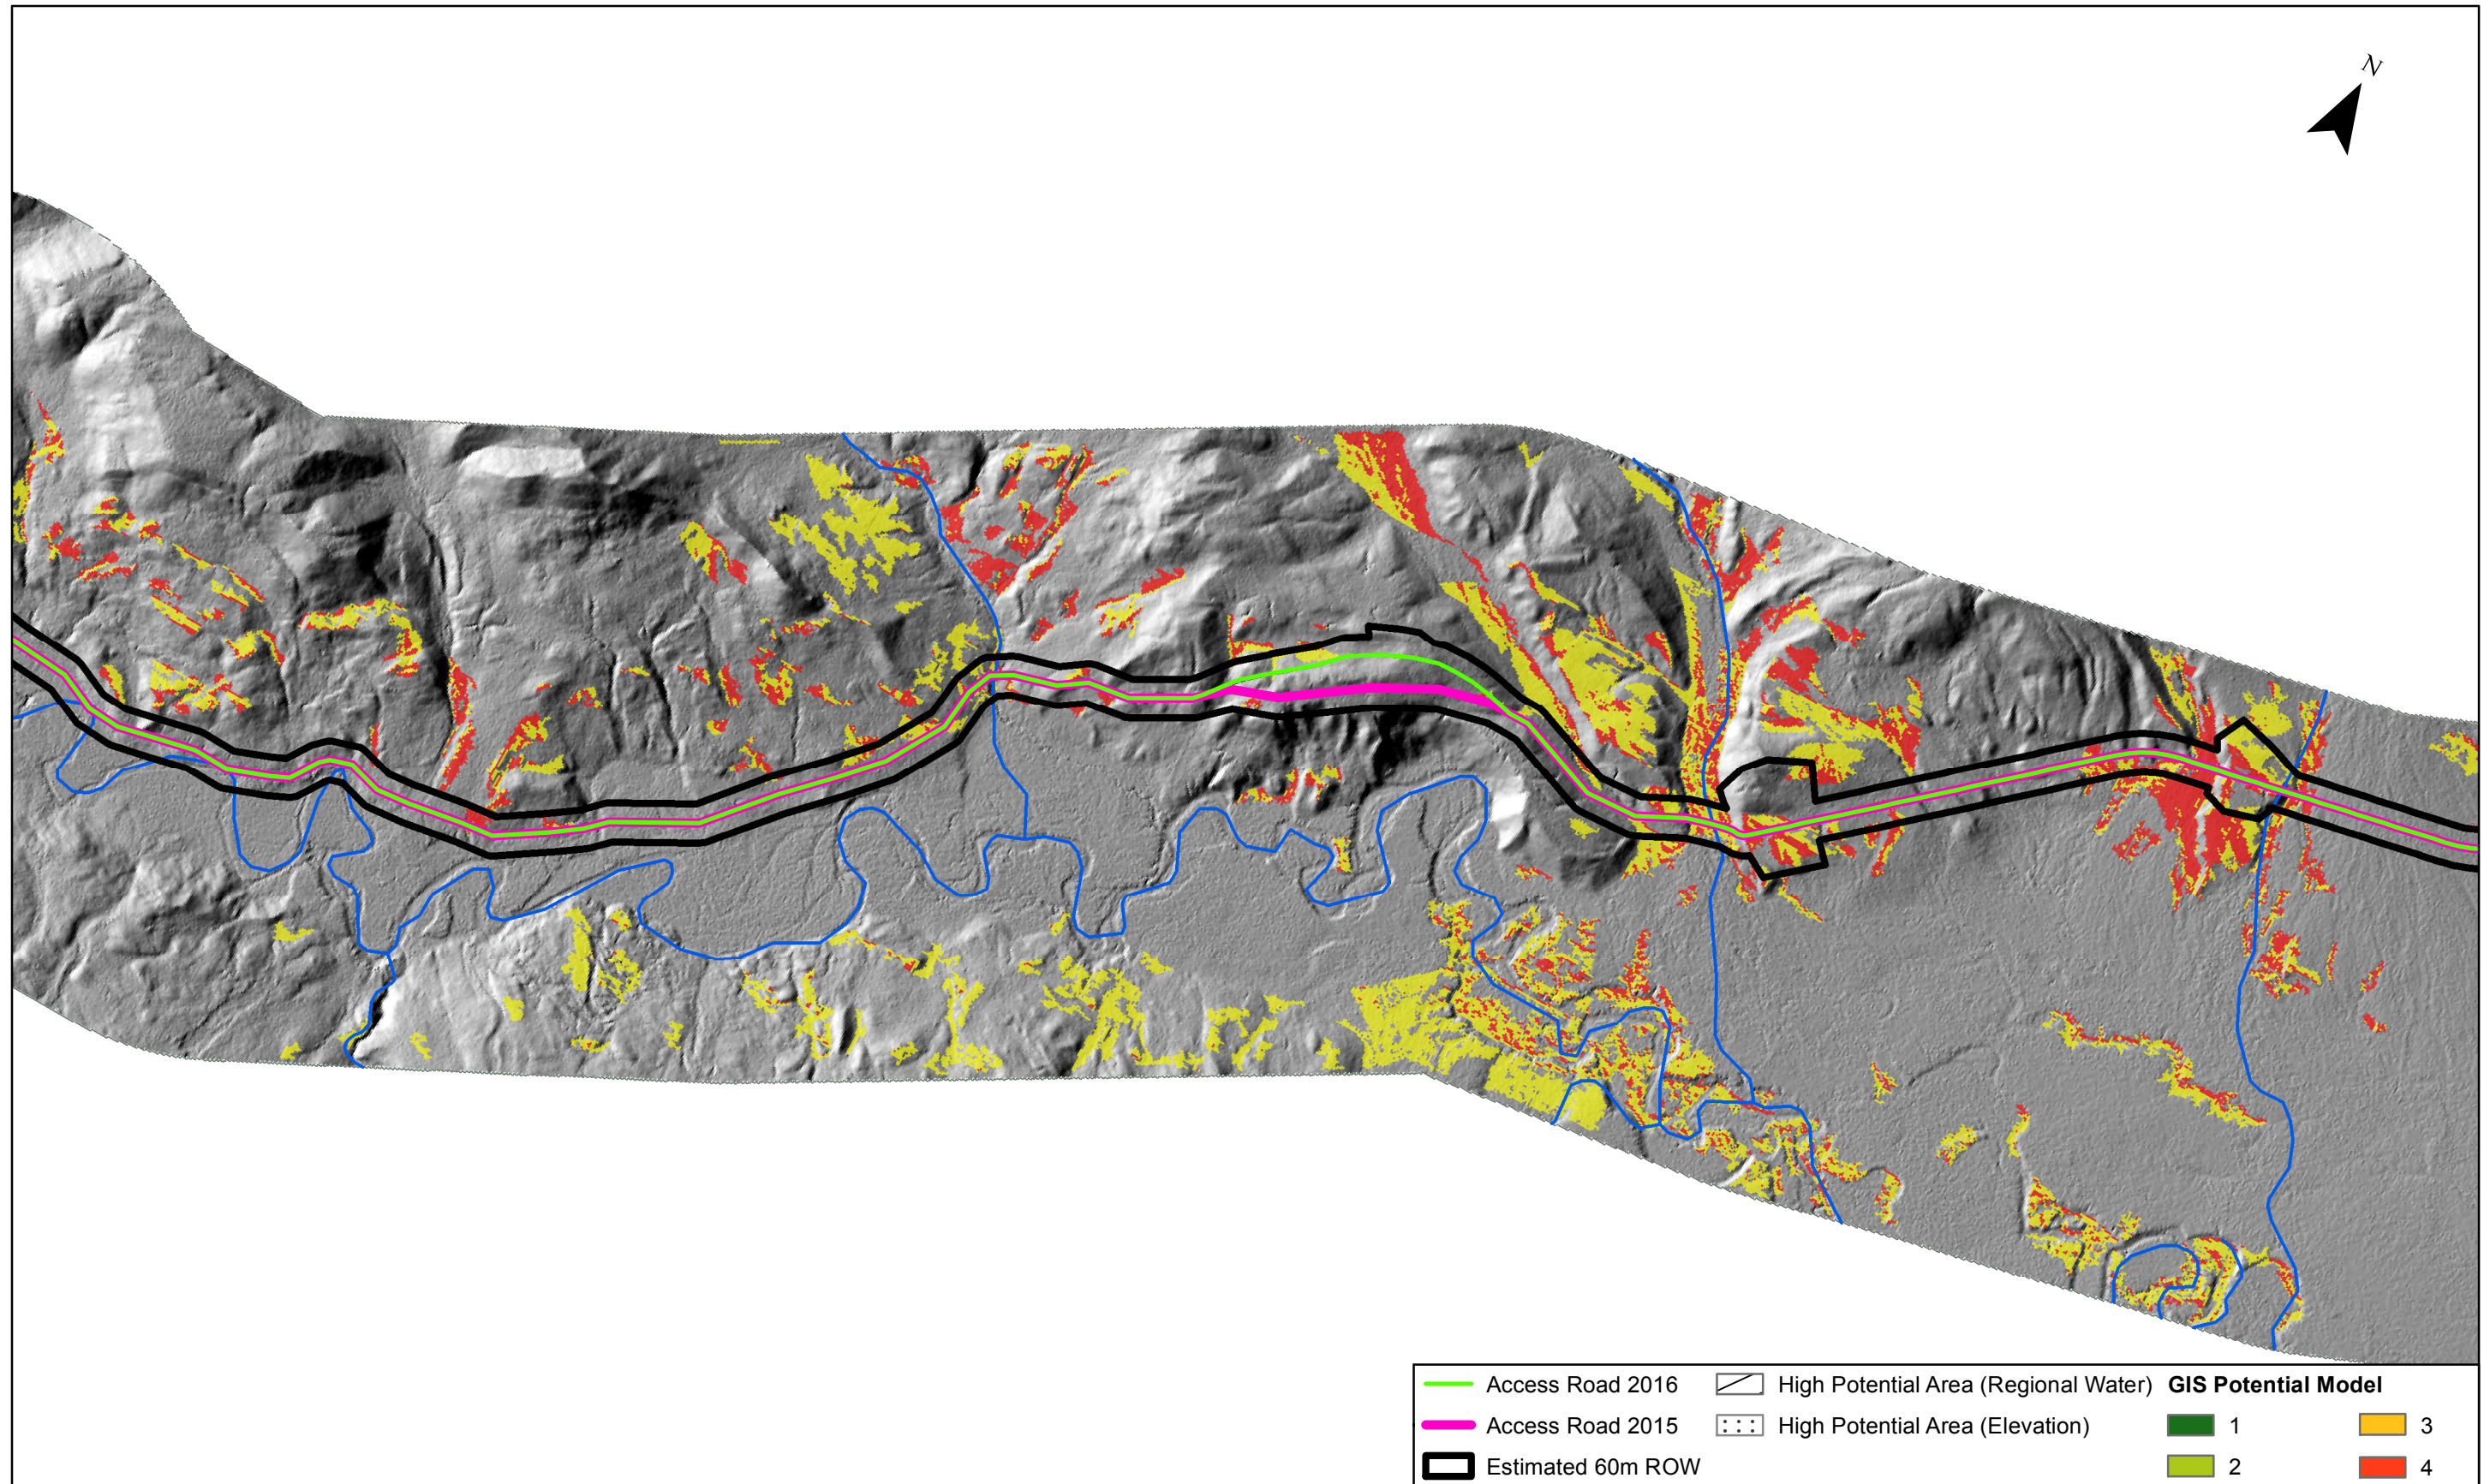 N
Access Road 2016
High Potential Area (Regional Water)
GIS Potential Model
Access Road 2015
High Potential Area (Elevation)
1
3
Estimated 60m ROW
2
4